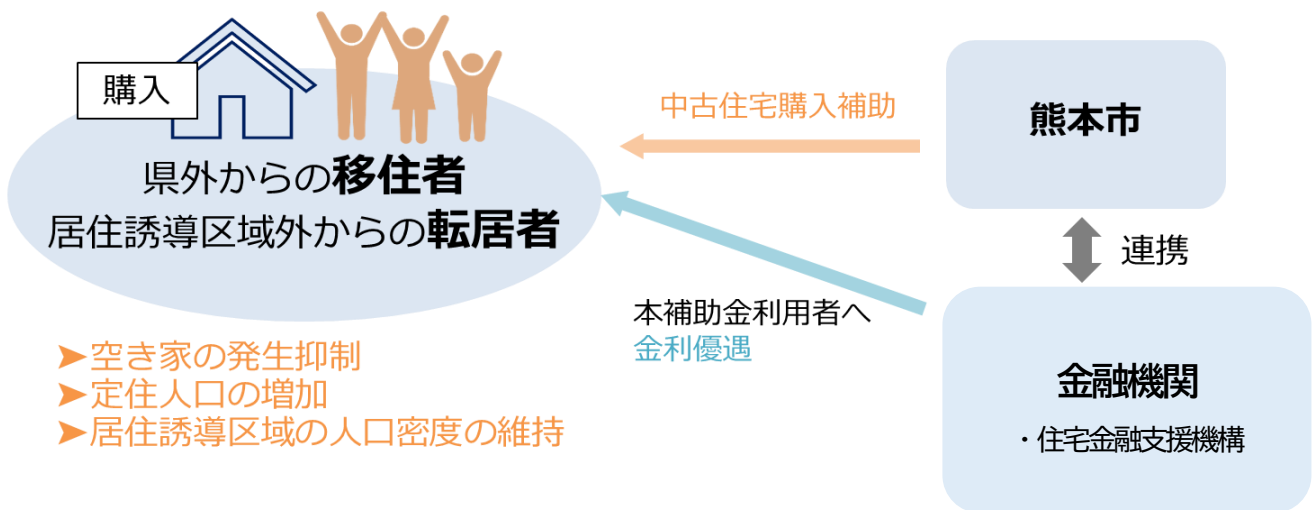 購入
県外からの移住者
居住誘導区域外からの転居者
➤空き家の発生抑制
➤定住人口の増加
➤居住誘導区域の人口密度の維持
中古住宅購入補助
本補助金利用者へ
金利優遇
熊本市
連携
金融機関
・住宅金融支援機構